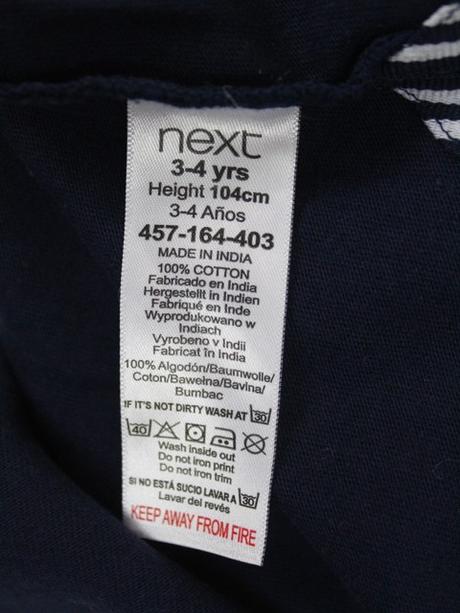 next
3-4 yrs
Height 104cm
3-4 Años
457-164-403
MADE IN INDIA
100% COTTON
Fabricado en India
Hergestellt in Indien
Fabriqué en Inde
Wyprodukowano w
Indiach
Vyrobeno v Indii
Fabricat în India
100% Algodón/Baumwolle/
Coton/Bawełna/Bavlna/
Bumbac
IF IT'S NOT DIRTY WASH AT 30
40
Wash inside out
Do not iron print
Do not iron trim
SI NO ESTÁ SUCIO LAVAR A 30
Lavar del revés
KEEP AWAY FROM FIRE